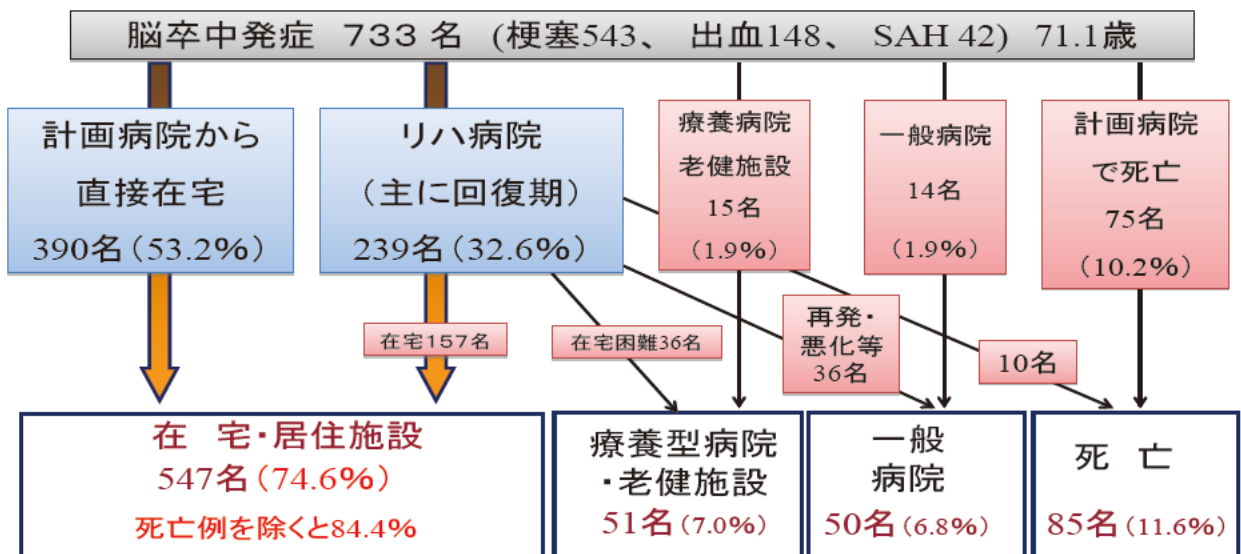 脳卒中発症 733 名 (梗塞543、 出血148、 SAH 42) 71.1歳
計画病院から
直接在宅
390名(53.2%)
リハ病院
(主に回復期)
239名(32.6%)
療養病院
老健施設
15名
(1.9%)
一般病院
14名
(1.9%)
計画病院
で死亡
75名
(10.2%)
在宅157名
在宅困難36名
再発・
悪化等
36名
10名
在 宅・居住施設
547名(74.6%)
死亡例を除くと84.4%
療養型病院
・老健施設
51名(7.0%)
一般
病院
50名(6.8%)
死 亡
85名(11.6%)